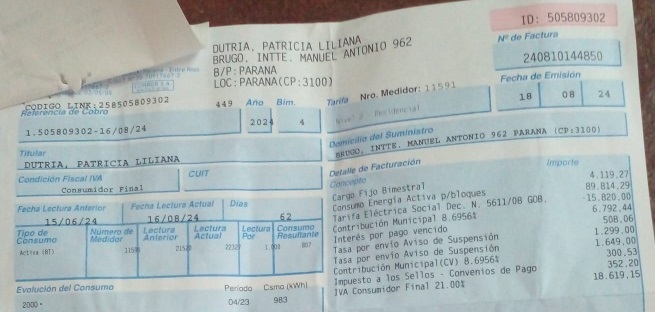 DUTRIA, PATRICIA LILIANA
BRUGO, INTTE. MANUEL ANTONIO 962
B/P:PARANA
LOC:PARANA(CP:3100)
ID: 505809302
Nº de Factura
240810144850
Fecha de Emisión
18 08 24
CODIGO LINK:258505809302
449
Referencia de Cobro
1.505809302-16/08/24
Año Bim.
2024 4
Tarifa Nro. Medidor: 11591
Residencial
Domicilio del Suministro
BRUGO, INTTE. MANUEL ANTONIO 962 PARANA (CP:3100)
Titular
DUTRIA, PATRICIA LILIANA
Condición Fiscal IVA
Consumidor Final
CUIT
Fecha Lectura Anterior Fecha Lectura Actual Días
15/06/24 16/08/24 62
Tipo de Consumo
Número de Medidor
Lectura Anterior
Lectura Actual
Lectura Por
Consumo Resultante
Activa (BT) 807
Evolución del Consumo
Período Csmo (kWh)
2000
04/23 983
Detalle de Facturación
Concepto Importe
Cargo Fijo Bimestral 4.119,27
Consumo Energía Activa p/bloques 89.814,29
Tarifa Eléctrica Social Dec. N. 5611/08 GOB. -15.820,00
Contribución Municipal 8.6956% 6.792,44
Interés por pago vencido 508,06
Tasa por envío Aviso de Suspensión 1.299,00
Tasa por envío Aviso de Suspensión 1.649,00
Contribución Municipal(CV) 8.6956% 300,53
Impuesto a los Sellos - Convenios de Pago 352,20
IVA Consumidor Final 21.00% 18.619,15